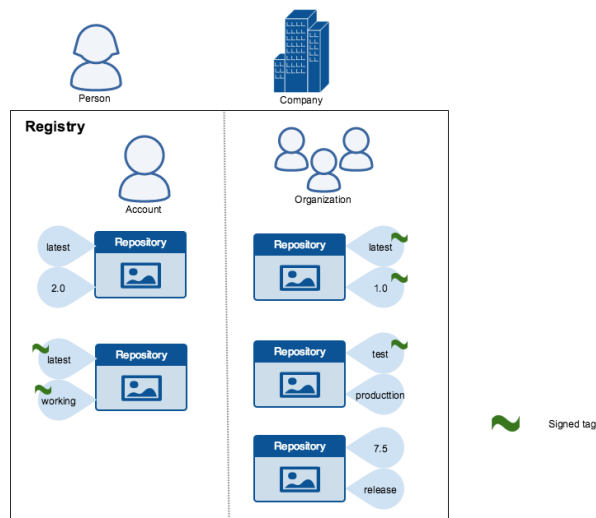 Person
Company
Registry
Account
Organization
latest
Repository
2.0
latest
Repository
working
Repository
latest
1.0
Repository
test
producttion
Repository
7.5
release
Signed tag